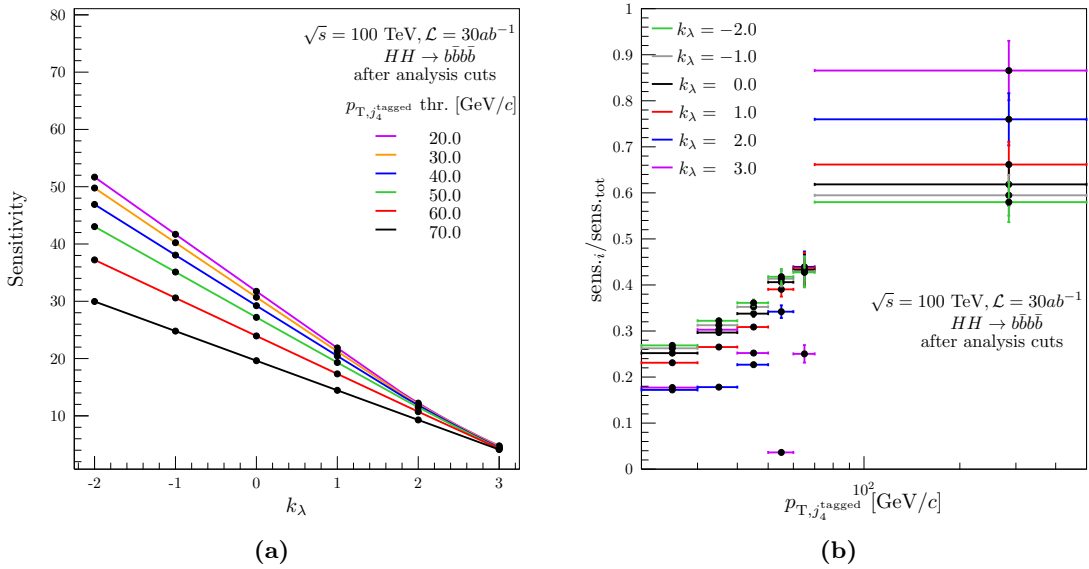 80
70
60
50
40
30
20
10
Sensitivity
√s = 100 TeV, ℒ = 30ab⁻¹
HH → bb̄bb̄
after analysis cuts
p_{T,j_4^{tagged}} thr. [GeV/c]
20.0
30.0
40.0
50.0
60.0
70.0
-2 -1 0 1 2 3
k_λ
(a)
1
0.9
0.8
0.7
0.6
0.5
0.4
0.3
0.2
0.1
0
sens._i/sens._tot
k_λ = −2.0
k_λ = −1.0
k_λ = 0.0
k_λ = 1.0
k_λ = 2.0
k_λ = 3.0
√s = 100 TeV, ℒ = 30ab⁻¹
HH → bb̄bb̄
after analysis cuts
10²
p_{T,j_4^{tagged}} [GeV/c]
(b)